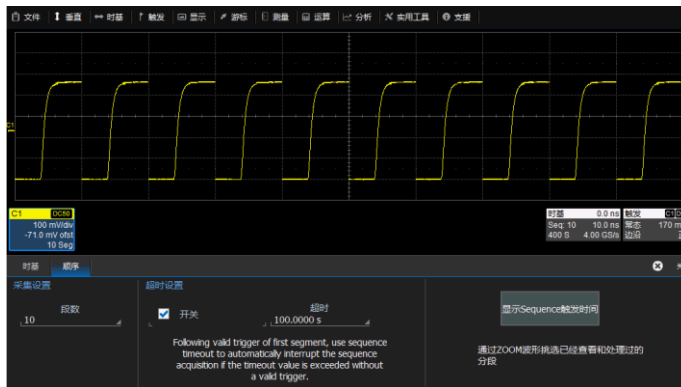 文件 垂直 时基 触发 显示 游标 测量 运算 分析 实用工具 支援
C1
C1 DC50
100 mV/div
-71.0 mV ofst
10 Seg
时基 0.0 ns
Seq: 10 10.0 ns
400 S 4.00 GS/s
触发 C1
常态 170 m
边沿
时基 顺序
采集设置
段数
10
超时设置
开关
超时
100.0000 s
Following valid trigger of first segment, use sequence
timeout to automatically interrupt the sequence
acquisition if the timeout value is exceeded without
a valid trigger.
显示Sequence触发时间
通过ZOOM波形挑选已经查看和处理过的
分段